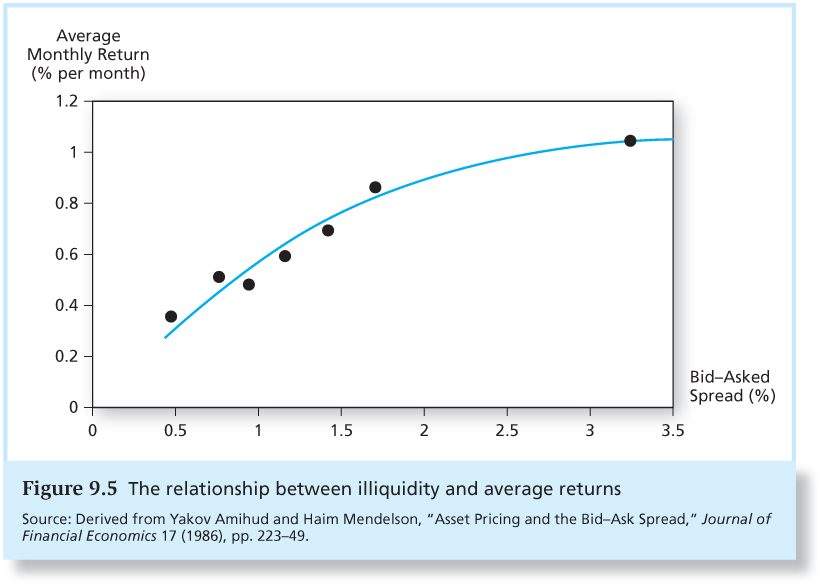 Average
Monthly Return
(% per month)
1.2
1
0.8
0.6
0.4
0.2
0
0 0.5 1 1.5 2 2.5 3 3.5
Bid–Asked
Spread (%)
Figure 9.5 The relationship between illiquidity and average returns
Source: Derived from Yakov Amihud and Haim Mendelson, “Asset Pricing and the Bid–Ask Spread,” Journal of
Financial Economics 17 (1986), pp. 223–49.